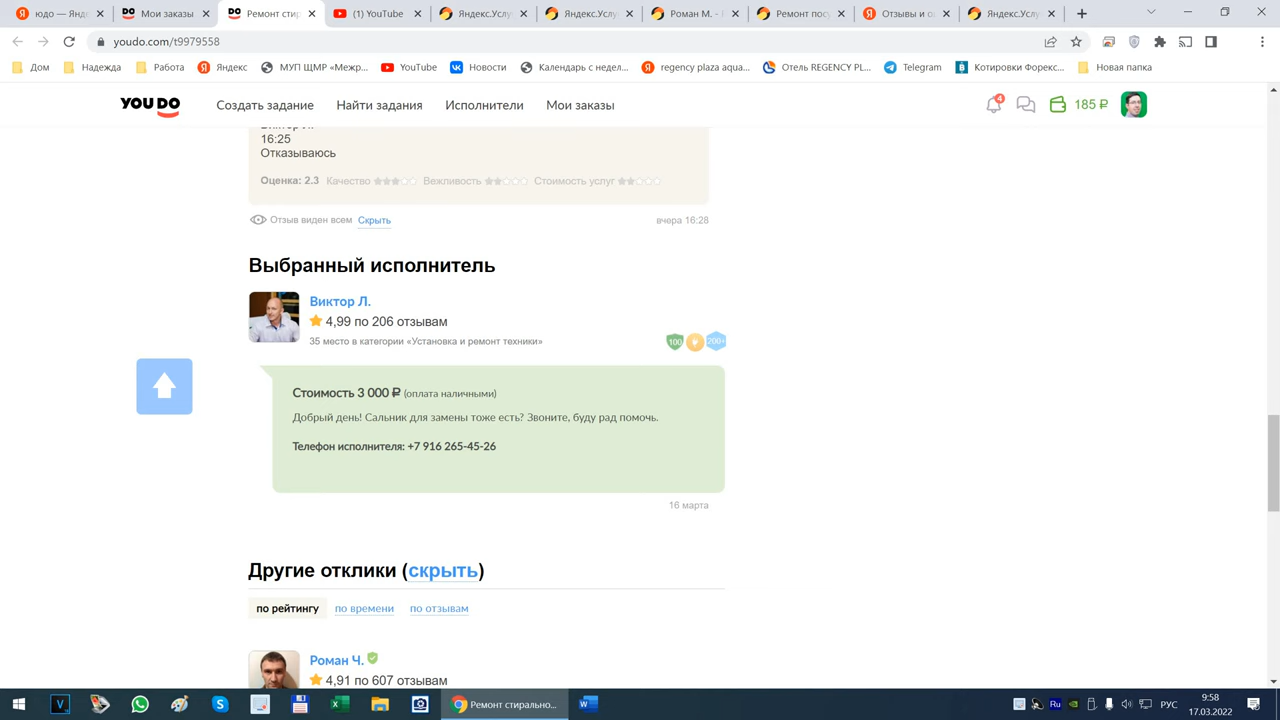 юдо — Янд‹
Мои заказы
Ремонт стир
(1) YouTube
Яндекс.Услу
Яндекс.Услу
Роман М. -
Ремонт посу
Отзывы и о
Яндекс.Усл
youdo.com/t9979558
Дом
Надежда
Работа
Яндекс
МУП ЩМР «Межр...
YouTube
Новости
Календарь с недел...
regency plaza aqua...
Отель REGENCY PL...
Telegram
Котировки Форекс...
Новая папка
YOU DO
Создать задание
Найти задания
Исполнители
Мои заказы
4
185 ₽
16:25
Отказываюсь
Оценка: 2.3 Качество Вежливость Стоимость услуг
Отзыв виден всем Скрыть
вчера 16:28
Выбранный исполнитель
Виктор Л.
4,99 по 206 отзывам
35 место в категории «Установка и ремонт техники»
100
₽
200+
Стоимость 3 000 ₽ (оплата наличными)
Добрый день! Сальник для замены тоже есть? Звоните, буду рад помочь.
Телефон исполнителя: +7 916 265-45-26
16 марта
Другие отклики (скрыть)
по рейтингу
по времени
по отзывам
Роман Ч.
4,91 по 607 отзывам
Ремонт стирально...
РУС
9:58
17.03.2022